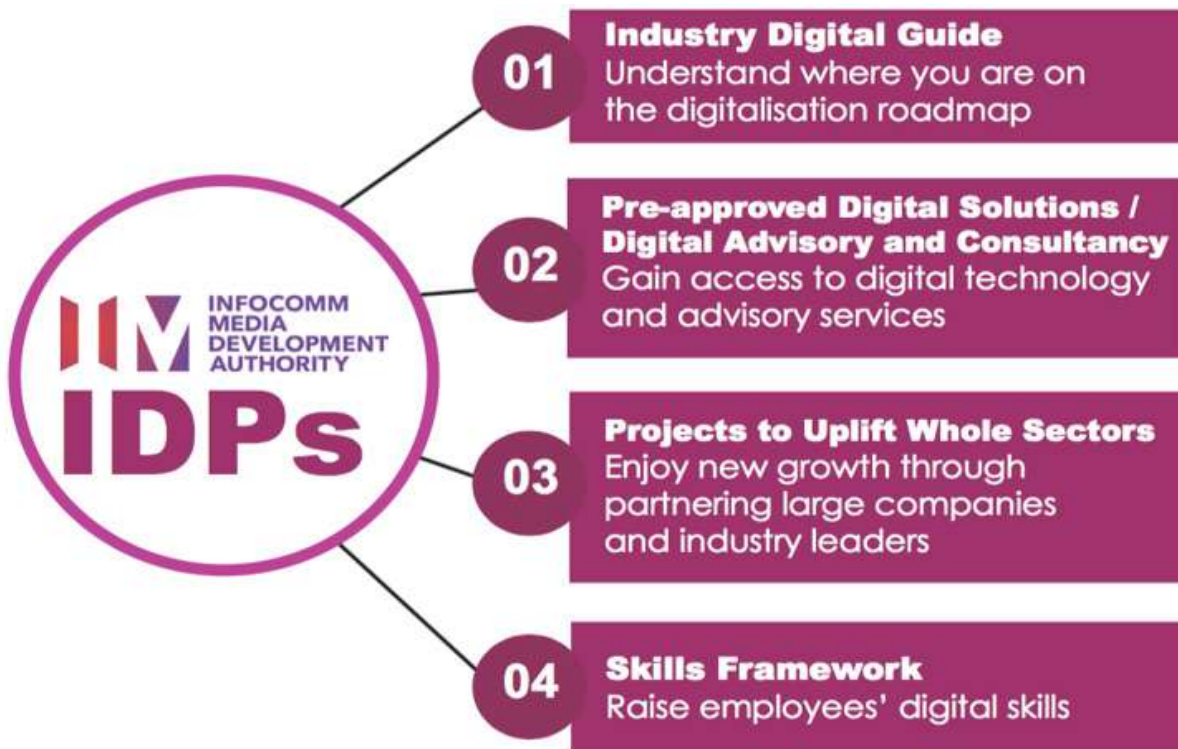 INFOCOMM
MEDIA
DEVELOPMENT
AUTHORITY
IDPs
01
Industry Digital Guide
Understand where you are on
the digitalisation roadmap
02
Pre-approved Digital Solutions /
Digital Advisory and Consultancy
Gain access to digital technology
and advisory services
03
Projects to Uplift Whole Sectors
Enjoy new growth through
partnering large companies
and industry leaders
04
Skills Framework
Raise employees’ digital skills